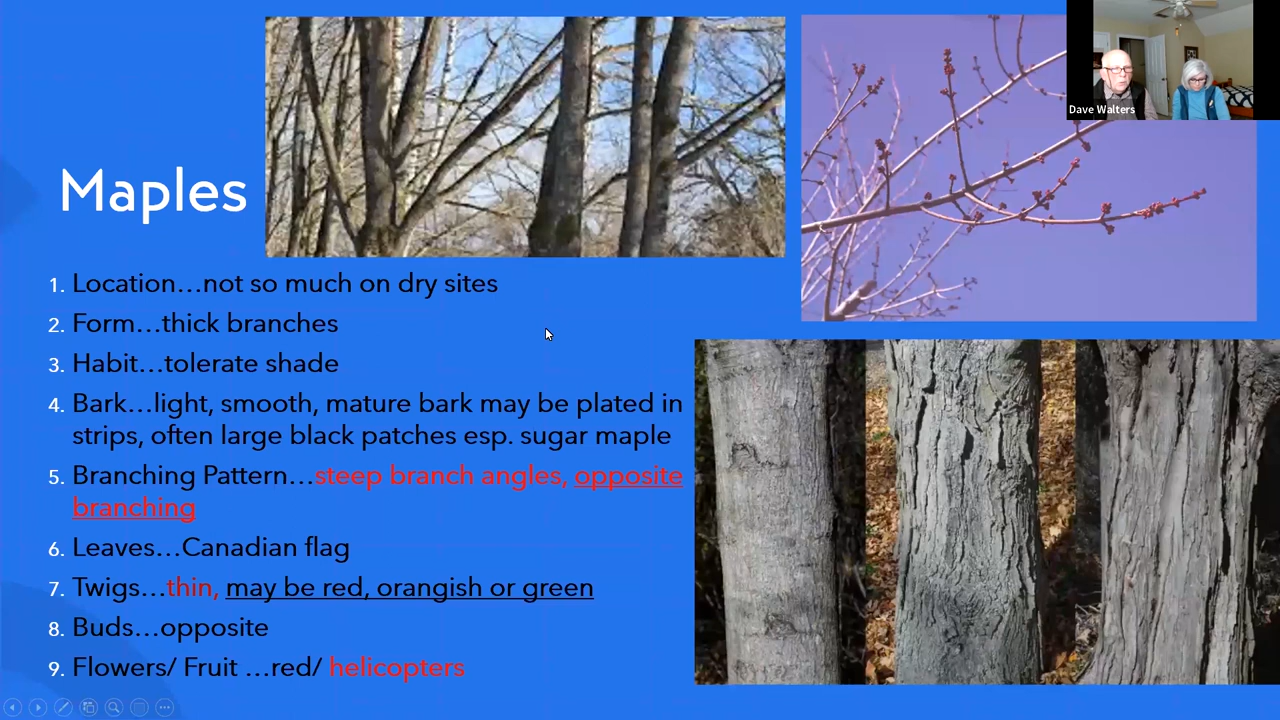 Dave Walters
Maples
1. Location...not so much on dry sites
2. Form...thick branches
3. Habit...tolerate shade
4. Bark...light, smooth, mature bark may be plated in
strips, often large black patches esp. sugar maple
5. Branching Pattern...steep branch angles, opposite
branching
6. Leaves...Canadian flag
7. Twigs...thin, may be red, orangish or green
8. Buds...opposite
9. Flowers/ Fruit ...red/ helicopters